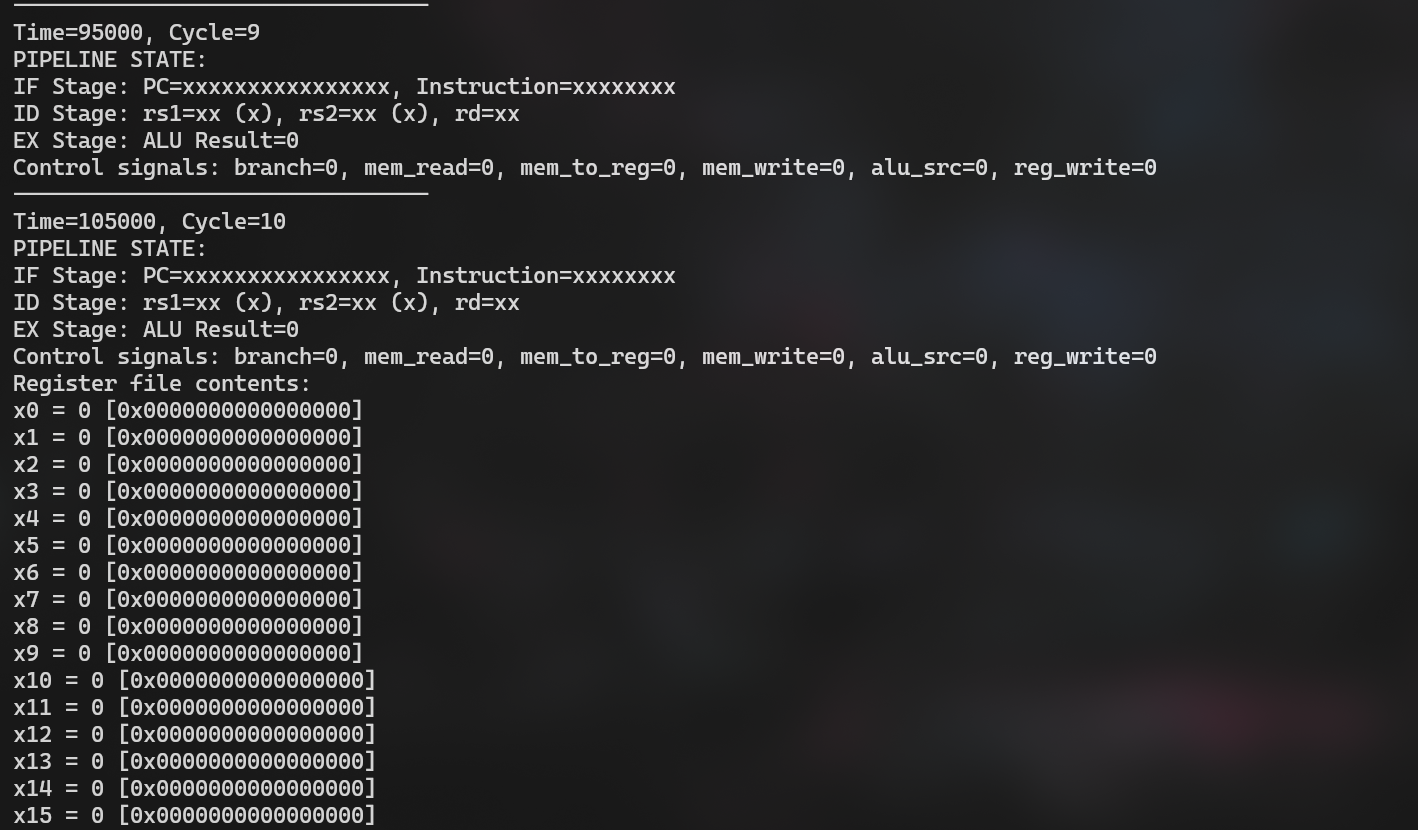 Time=95000, Cycle=9
PIPELINE STATE:
IF Stage: PC=xxxxxxxxxxxxxxxx, Instruction=xxxxxxxx
ID Stage: rs1=xx (x), rs2=xx (x), rd=xx
EX Stage: ALU Result=0
Control signals: branch=0, mem_read=0, mem_to_reg=0, mem_write=0, alu_src=0, reg_write=0
Time=105000, Cycle=10
PIPELINE STATE:
IF Stage: PC=xxxxxxxxxxxxxxxx, Instruction=xxxxxxxx
ID Stage: rs1=xx (x), rs2=xx (x), rd=xx
EX Stage: ALU Result=0
Control signals: branch=0, mem_read=0, mem_to_reg=0, mem_write=0, alu_src=0, reg_write=0
Register file contents:
x0 = 0 [0x0000000000000000]
x1 = 0 [0x0000000000000000]
x2 = 0 [0x0000000000000000]
x3 = 0 [0x0000000000000000]
x4 = 0 [0x0000000000000000]
x5 = 0 [0x0000000000000000]
x6 = 0 [0x0000000000000000]
x7 = 0 [0x0000000000000000]
x8 = 0 [0x0000000000000000]
x9 = 0 [0x0000000000000000]
x10 = 0 [0x0000000000000000]
x11 = 0 [0x0000000000000000]
x12 = 0 [0x0000000000000000]
x13 = 0 [0x0000000000000000]
x14 = 0 [0x0000000000000000]
x15 = 0 [0x0000000000000000]